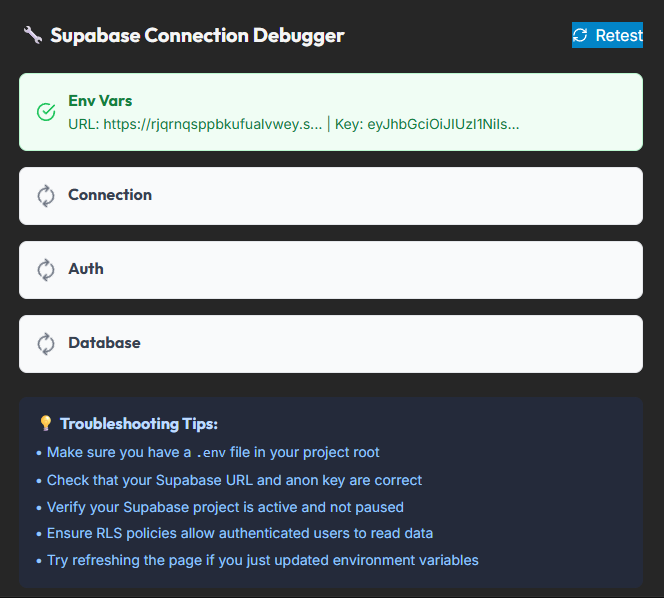 Supabase Connection Debugger
Retest
Env Vars
URL: https://rjqrnqsppbkufualvwey.s... | Key: eyJhbGciOiJIUzI1NiIs...
Connection
Auth
Database
Troubleshooting Tips:
• Make sure you have a .env file in your project root
• Check that your Supabase URL and anon key are correct
• Verify your Supabase project is active and not paused
• Ensure RLS policies allow authenticated users to read data
• Try refreshing the page if you just updated environment variables